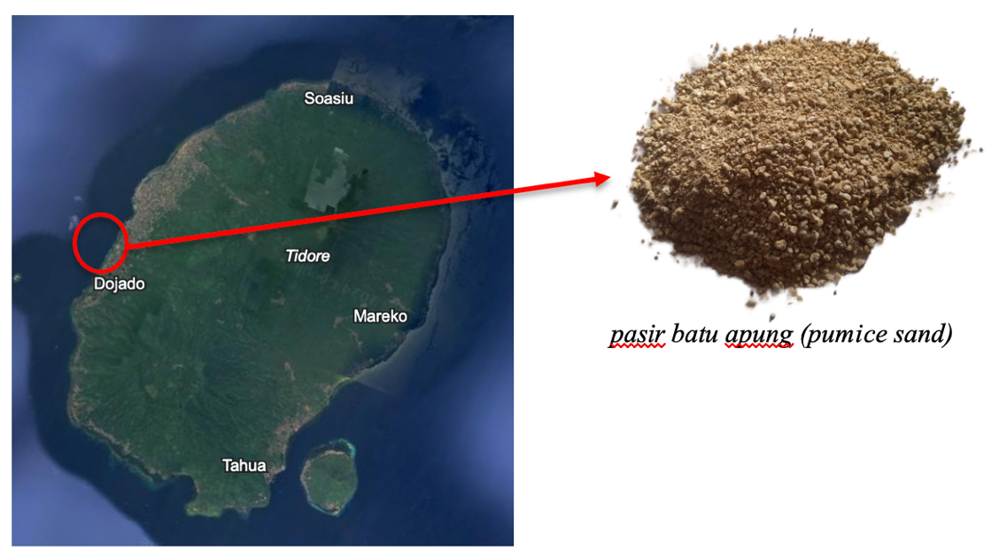 Soasiu
Tidore
Dojado
Mareko
Tahua
pasir batu apung (pumice sand)